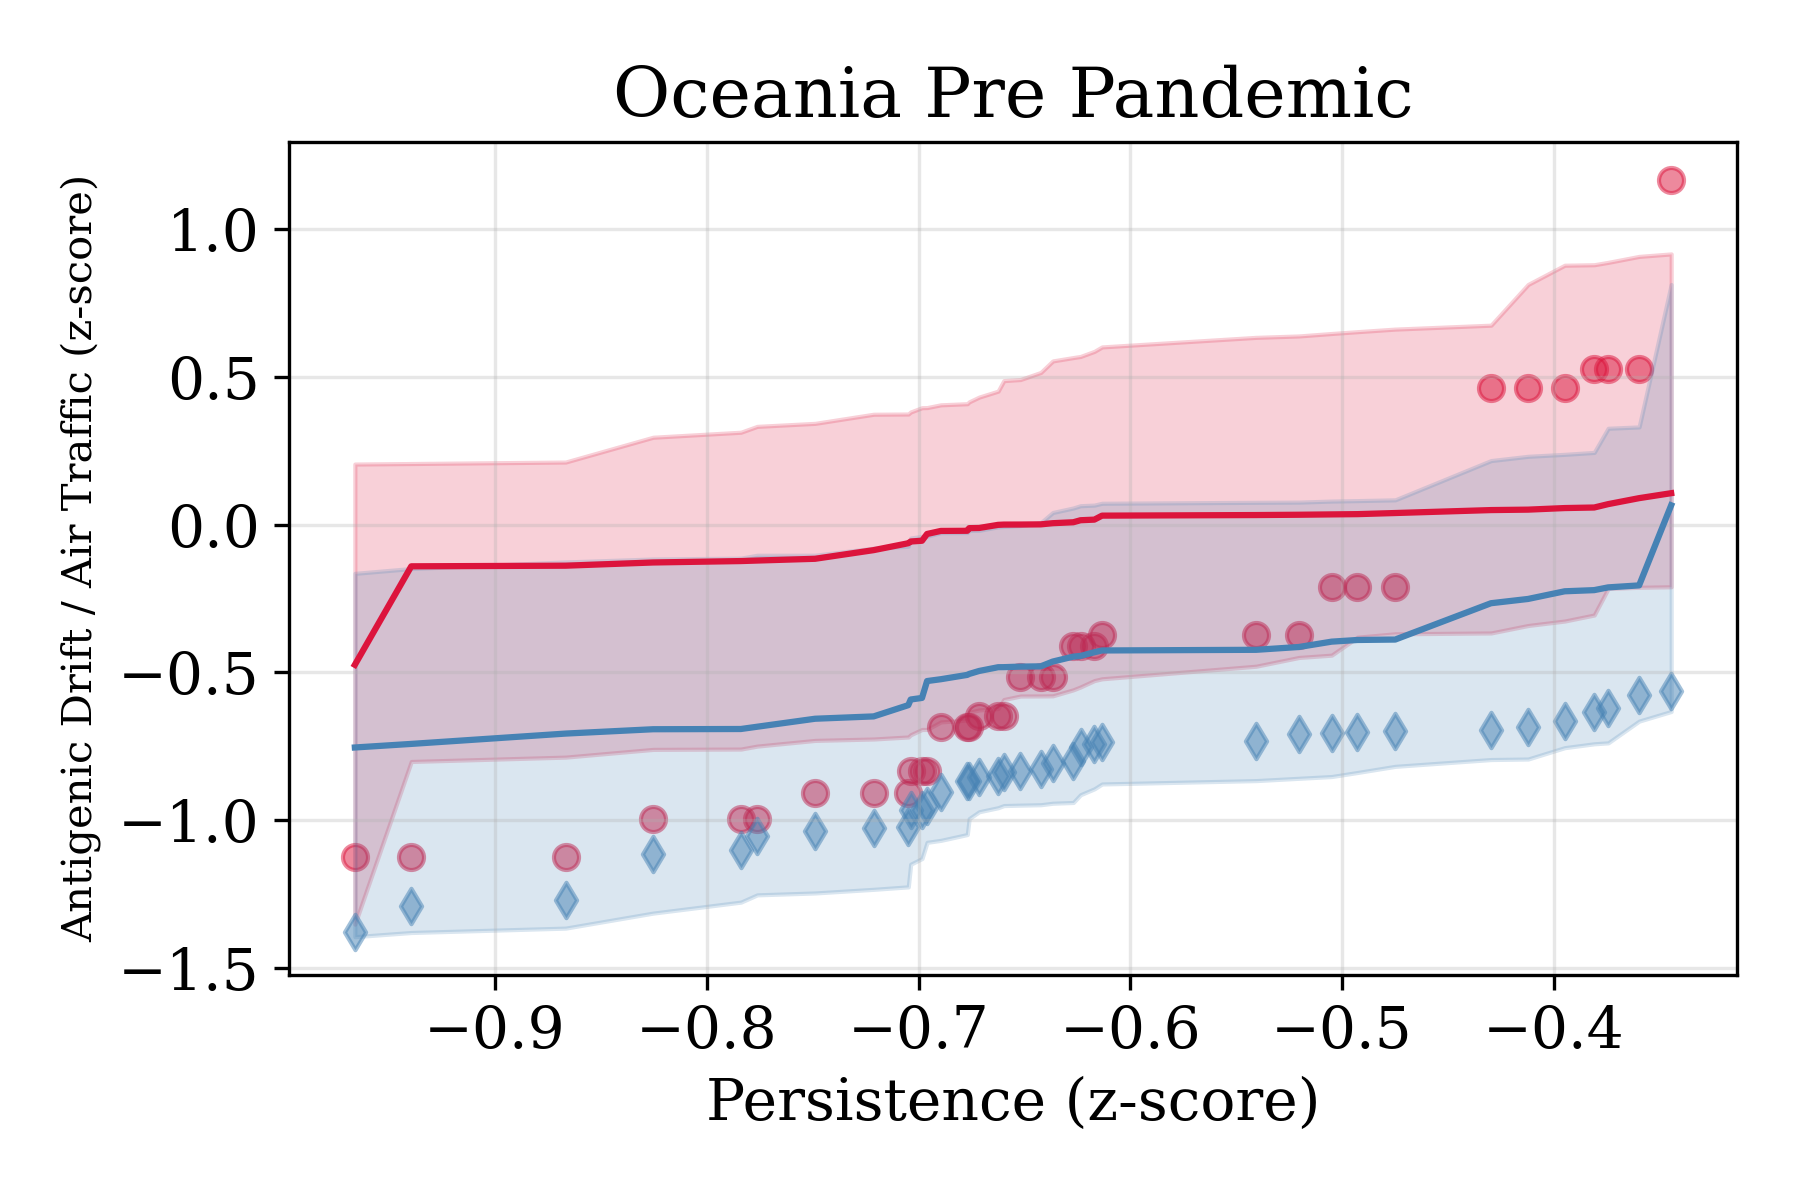 Oceania Pre Pandemic
Antigenic Drift / Air Traffic (z-score)
1.0
0.5
0.0
−0.5
−1.0
−1.5
−0.9 −0.8 −0.7 −0.6 −0.5 −0.4
Persistence (z-score)